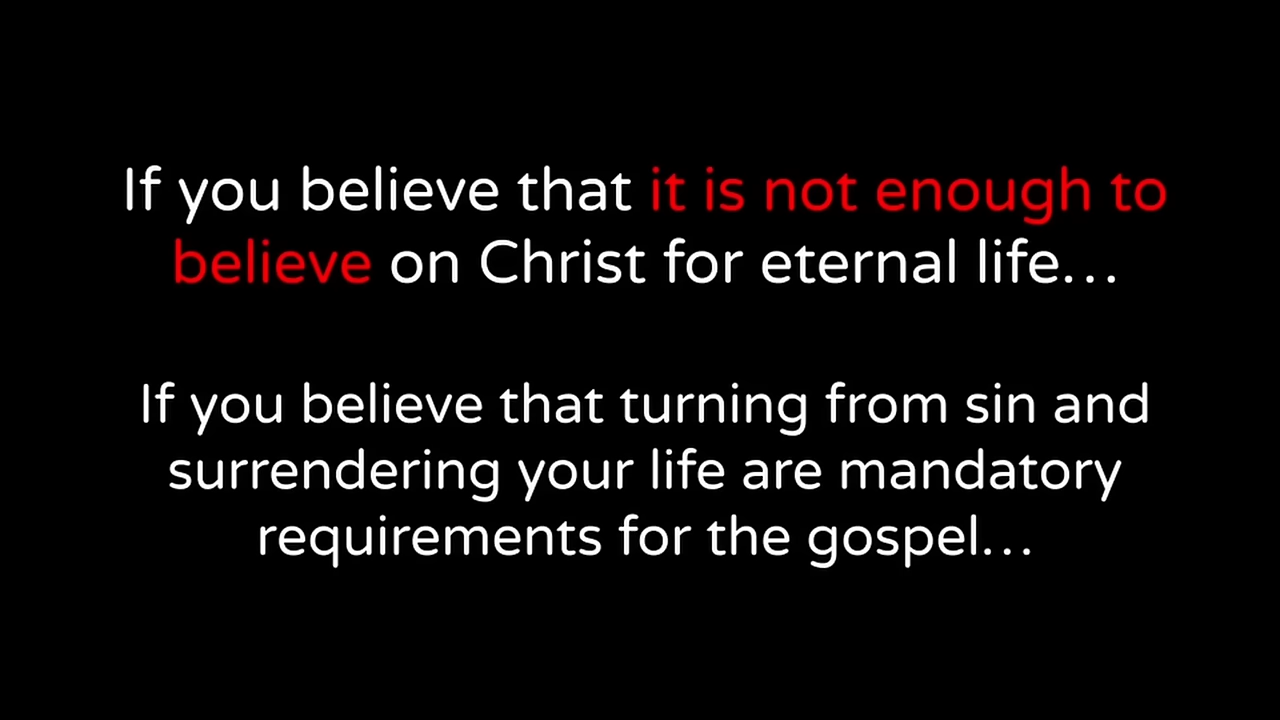 If you believe that it is not enough to
believe on Christ for eternal life...
If you believe that turning from sin and
surrendering your life are mandatory
requirements for the gospel...